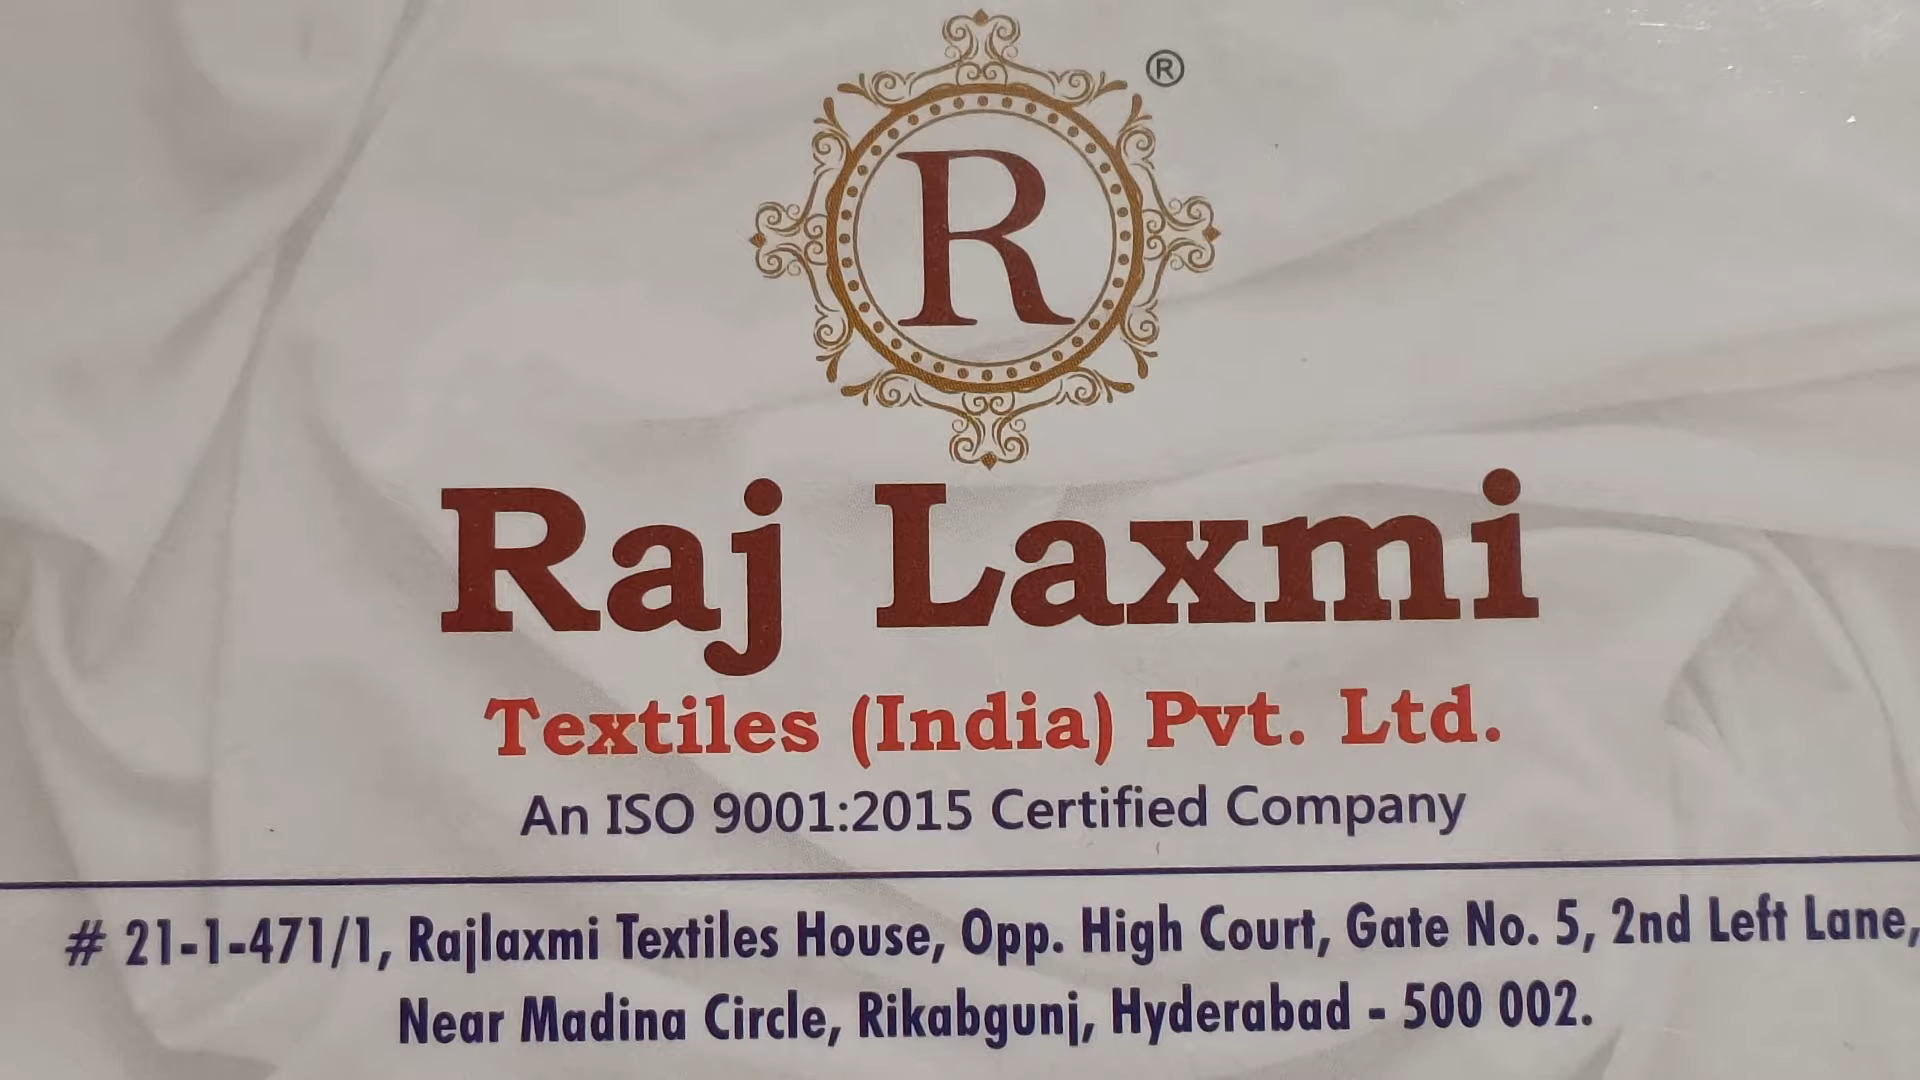 ®
R
Raj Laxmi
Textiles (India) Pvt. Ltd.
An ISO 9001:2015 Certified Company
# 21-1-471/1, Rajlaxmi Textiles House, Opp. High Court, Gate No. 5, 2nd Left Lane,
Near Madina Circle, Rikabgunj, Hyderabad - 500 002.